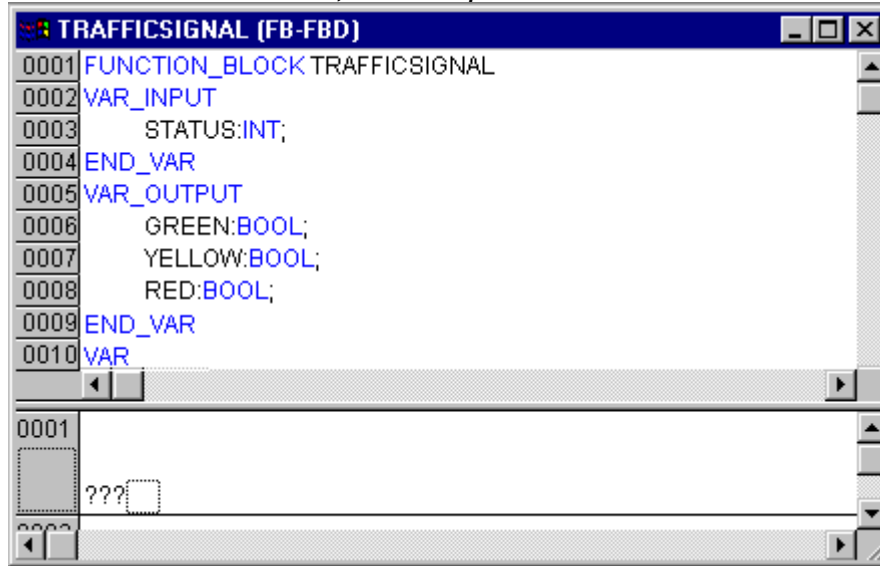 TRAFFICSIGNAL (FB-FBD)
0001 FUNCTION_BLOCK TRAFFICSIGNAL
0002 VAR_INPUT
0003 STATUS:INT;
0004 END_VAR
0005 VAR_OUTPUT
0006 GREEN:BOOL;
0007 YELLOW:BOOL;
0008 RED:BOOL;
0009 END_VAR
0010 VAR
0001
???